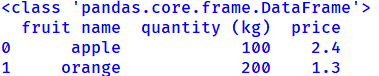 <class 'pandas.core.frame.DataFrame'>
  fruit name  quantity (kg)  price
0      apple            100    2.4
1     orange            200    1.3